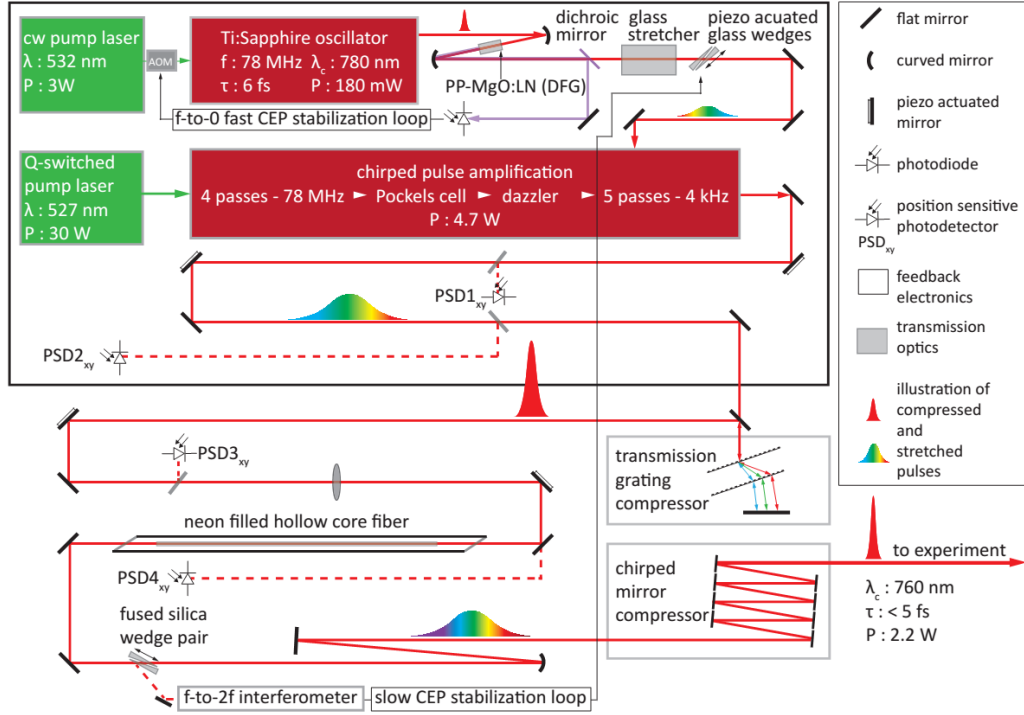 cw pump laser
λ : 532 nm
P : 3W
AOM
Ti:Sapphire oscillator
f : 78 MHz   λc : 780 nm
τ : 6 fs   P : 180 mW
dichroic
mirror
glass
stretcher
piezo actuated
glass wedges
PP-MgO:LN (DFG)
f-to-0 fast CEP stabilization loop
Q-switched
pump laser
λ : 527 nm
P : 30 W
chirped pulse amplification
4 passes - 78 MHz ► Pockels cell ► dazzler ► 5 passes - 4 kHz
P : 4.7 W
PSD1xy
PSD2xy
PSD3xy
neon filled hollow core fiber
PSD4xy
fused silica
wedge pair
f-to-2f interferometer
slow CEP stabilization loop
transmission
grating
compressor
chirped
mirror
compressor
to experiment
λc : 760 nm
τ : < 5 fs
P : 2.2 W
flat mirror
curved mirror
piezo actuated
mirror
photodiode
position sensitive
photodetector
PSDxy
feedback
electronics
transmission
optics
illustration of
compressed
and
stretched
pulses